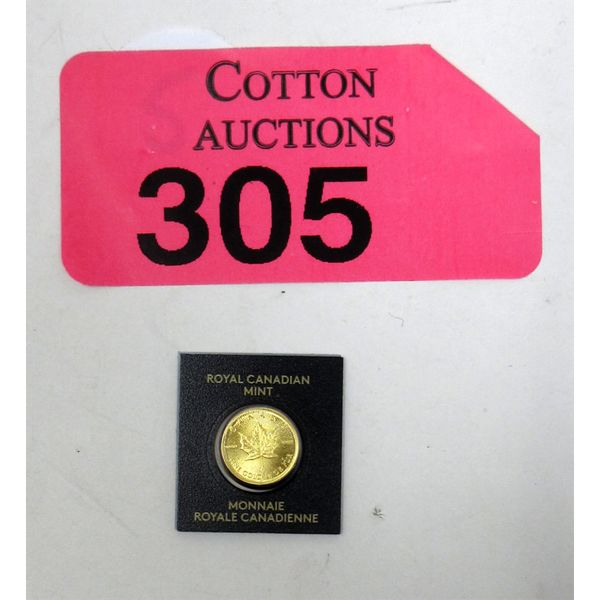 COTTON
AUCTIONS
305
ROYAL CANADIAN
MINT
MONNAIE
ROYALE CANADIENNE